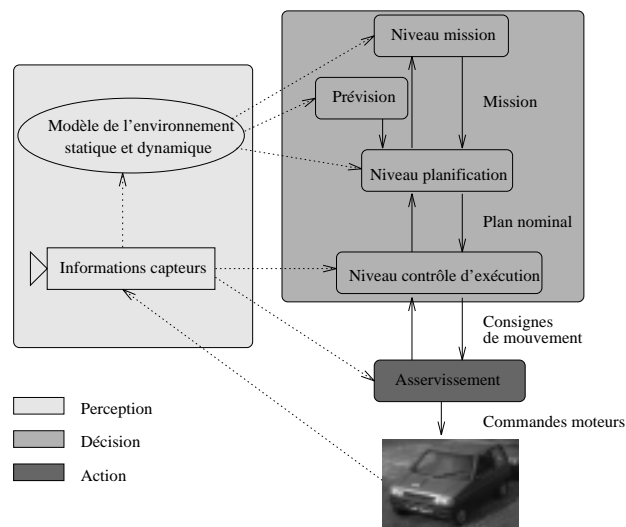 Niveau mission
Prévision
Mission
Modèle de l'environnement
statique et dynamique
Niveau planification
Plan nominal
Informations capteurs
Niveau contrôle d'exécution
Consignes
de mouvement
Asservissement
Commandes moteurs
Perception
Décision
Action